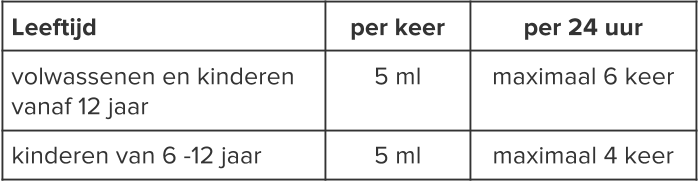 Leeftijd per keer per 24 uur
volwassenen en kinderen 5 ml maximaal 6 keer
vanaf 12 jaar
kinderen van 6 -12 jaar 5 ml maximaal 4 keer